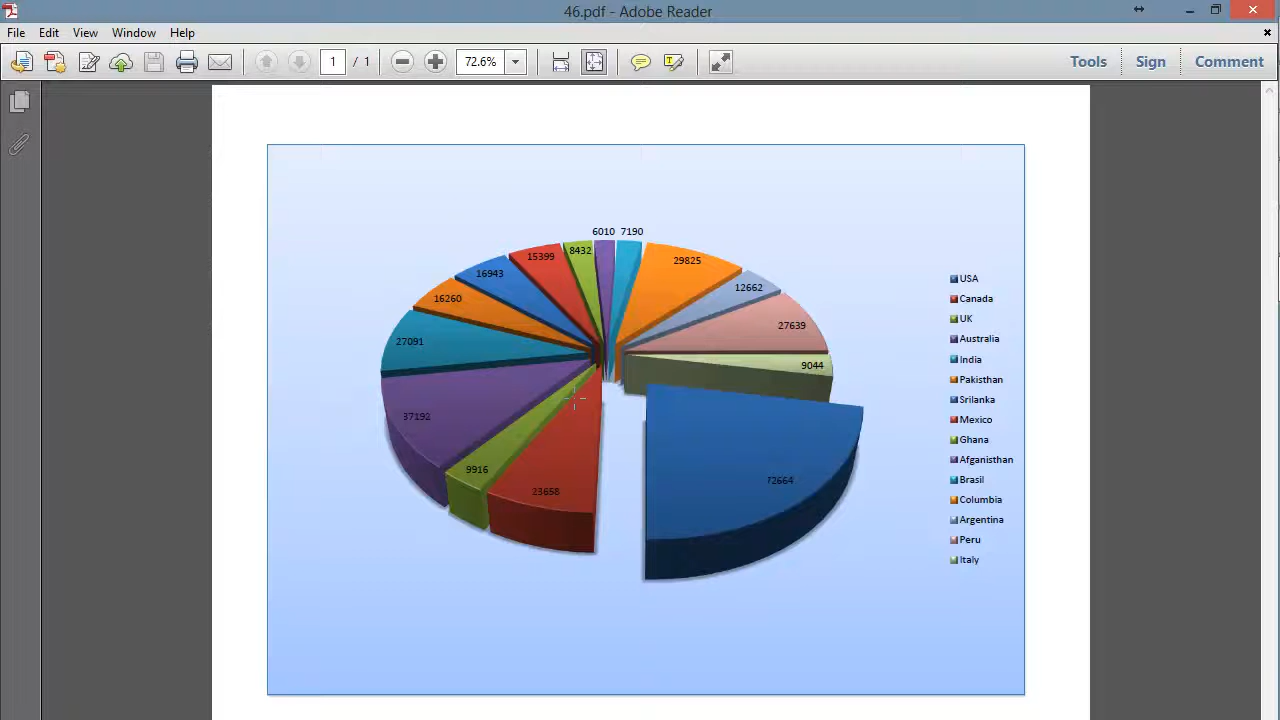 46.pdf - Adobe Reader
File Edit View Window Help
1 / 1 72.6% Tools Sign Comment
6010 7190
8432
15399
29825
16943
12662
16260
27639
27091
9044
37192
9916
72664
23658
USA
Canada
UK
Australia
India
Pakisthan
Srilanka
Mexico
Ghana
Afganisthan
Brasil
Columbia
Argentina
Peru
Italy